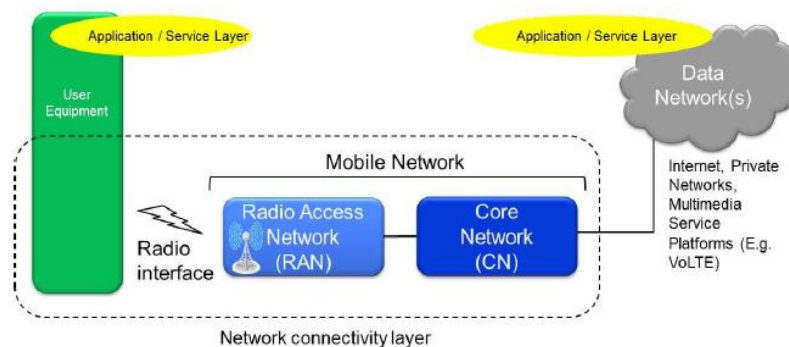 Application / Service Layer
Application / Service Layer
User
Equipment
Data
Network(s)
Mobile Network
Radio Access
Network
(RAN)
Core
Network
(CN)
Radio
interface
Internet, Private
Networks,
Multimedia
Service
Platforms (E.g.
VoLTE)
Network connectivity layer